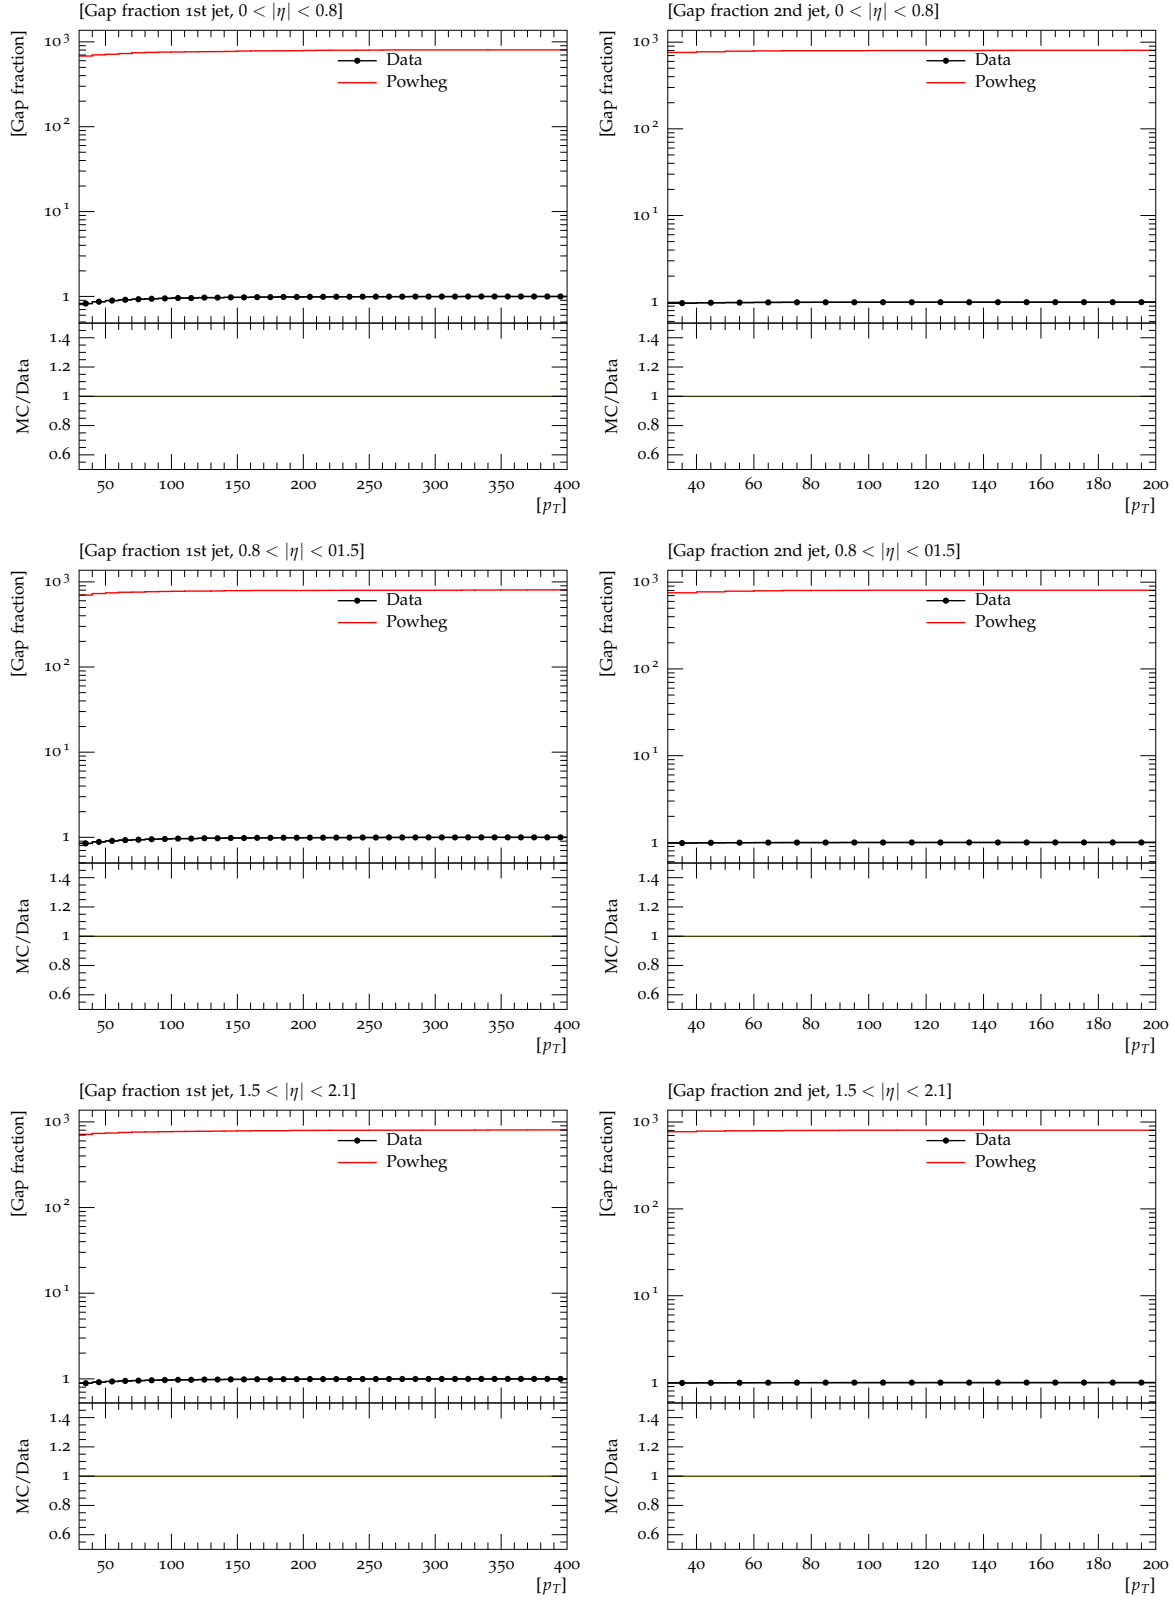 [Gap fraction 1st jet, 0 < |η| < 0.8]
[Gap fraction]
10³
10²
10¹
1
Data
Powheg
MC/Data
1.4
1.2
1
0.8
0.6
50 100 150 200 250 300 350 400
[p_T]
[Gap fraction 2nd jet, 0 < |η| < 0.8]
[Gap fraction]
10³
10²
10¹
1
Data
Powheg
MC/Data
1.4
1.2
1
0.8
0.6
40 60 80 100 120 140 160 180 200
[p_T]
[Gap fraction 1st jet, 0.8 < |η| < 01.5]
[Gap fraction]
10³
10²
10¹
1
Data
Powheg
MC/Data
1.4
1.2
1
0.8
0.6
50 100 150 200 250 300 350 400
[p_T]
[Gap fraction 2nd jet, 0.8 < |η| < 01.5]
[Gap fraction]
10³
10²
10¹
1
Data
Powheg
MC/Data
1.4
1.2
1
0.8
0.6
40 60 80 100 120 140 160 180 200
[p_T]
[Gap fraction 1st jet, 1.5 < |η| < 2.1]
[Gap fraction]
10³
10²
10¹
1
Data
Powheg
MC/Data
1.4
1.2
1
0.8
0.6
50 100 150 200 250 300 350 400
[p_T]
[Gap fraction 2nd jet, 1.5 < |η| < 2.1]
[Gap fraction]
10³
10²
10¹
1
Data
Powheg
MC/Data
1.4
1.2
1
0.8
0.6
40 60 80 100 120 140 160 180 200
[p_T]